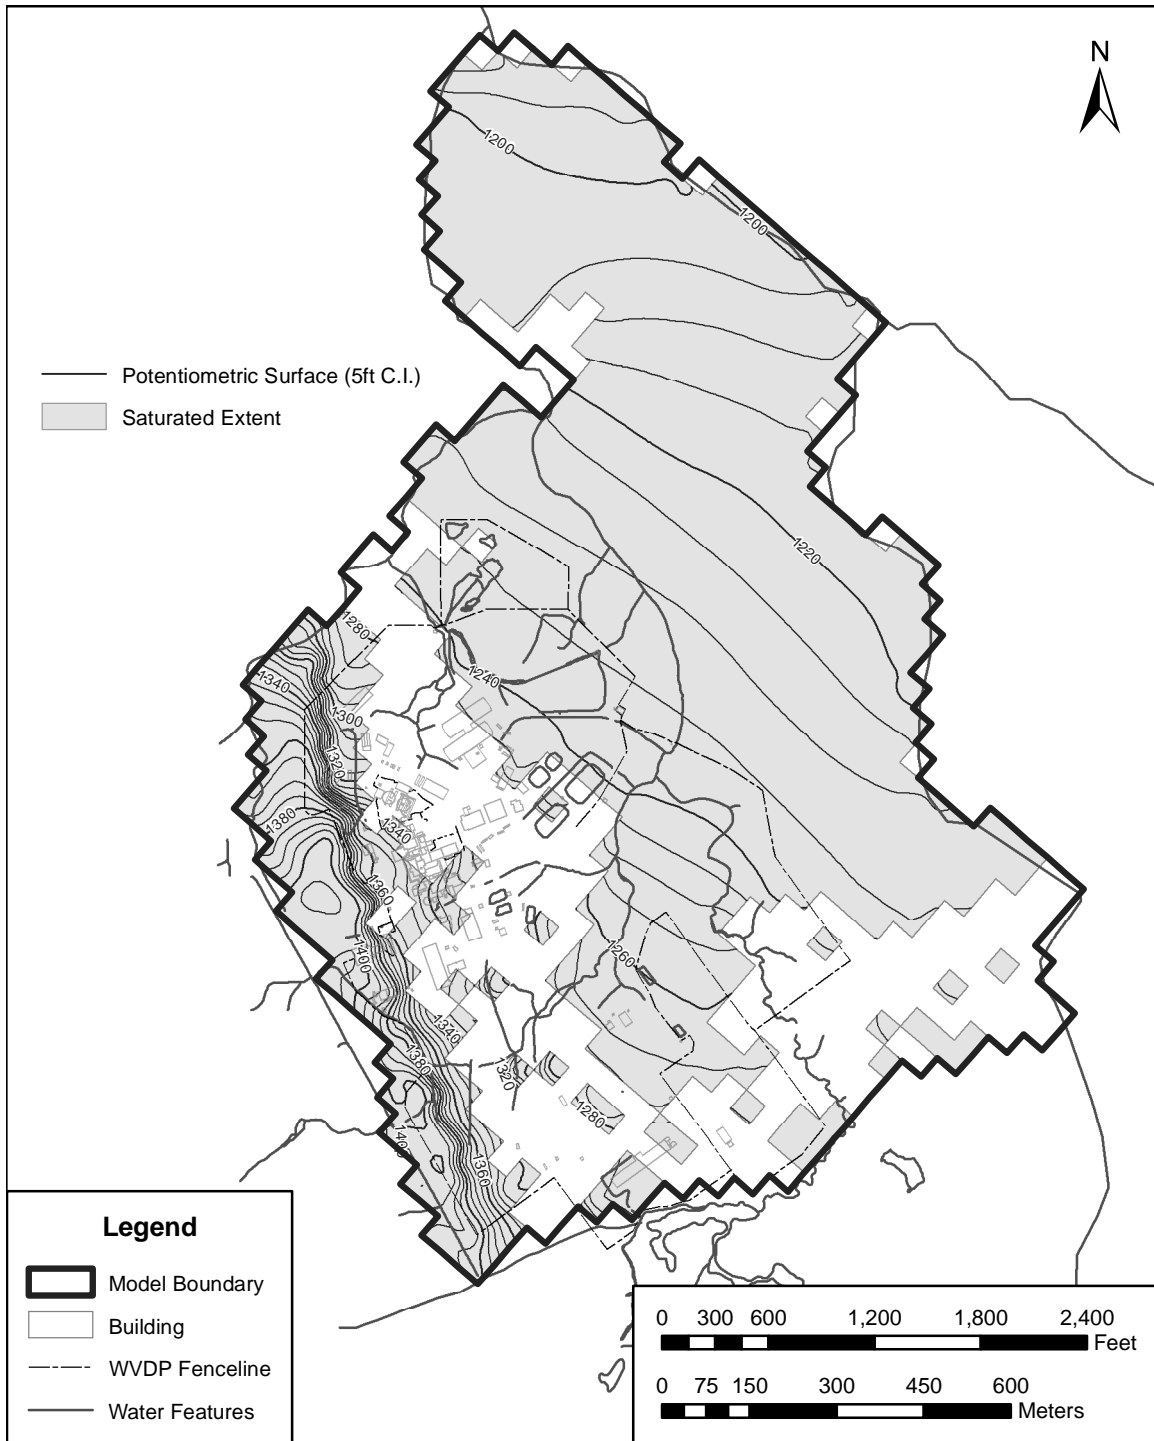 N
1200
1200
Potentiometric Surface (5ft C.I.)
Saturated Extent
1220
1280
1240
1340
1300
1320
1380
1340
1360
1400
1260
1340
1380
1320
1280
1400
1360
Legend
Model Boundary
Building
WVDP Fenceline
Water Features
0 300 600 1,200 1,800 2,400
Feet
0 75 150 300 450 600
Meters